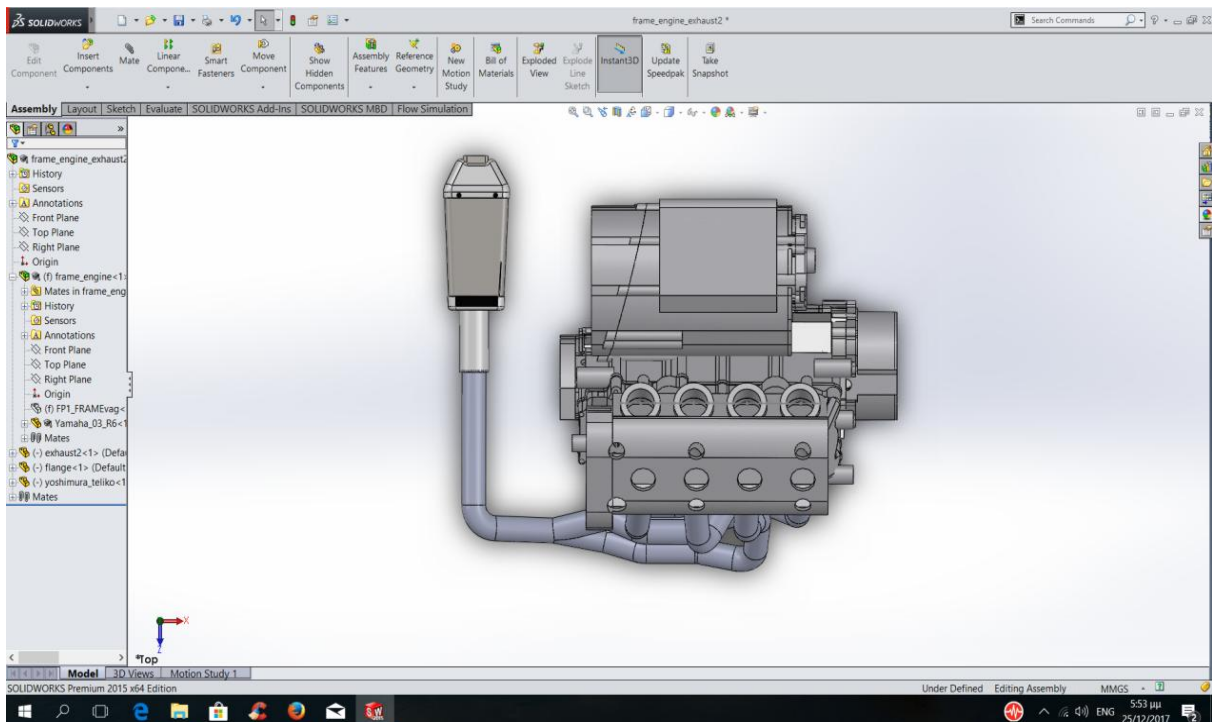 SOLIDWORKS
frame_engine_exhaust2 *
Search Commands
Edit Component
Insert Components
Mate
Linear Compone...
Smart Fasteners
Move Component
Show Hidden Components
Assembly Features
Reference Geometry
New Motion Study
Bill of Materials
Exploded View
Explode Line Sketch
Instant3D
Update Speedpak
Take Snapshot
Assembly Layout Sketch Evaluate SOLIDWORKS Add-Ins SOLIDWORKS MBD Flow Simulation
frame_engine_exhaust2
History
Sensors
Annotations
Front Plane
Top Plane
Right Plane
Origin
(f) frame_engine<1>
Mates in frame_eng
History
Sensors
Annotations
Front Plane
Top Plane
Right Plane
Origin
(f) FP1_FRAMEvag<
Yamaha_03_R6<1
Mates
(-) exhaust2<1> (Defau
(-) flange<1> (Default
(-) yoshimura_teliko<1
Mates
X
Z
*Top
Model 3D Views Motion Study 1
SOLIDWORKS Premium 2015 x64 Edition
Under Defined Editing Assembly MMGS
ENG
5:53 μμ
25/12/2017
2